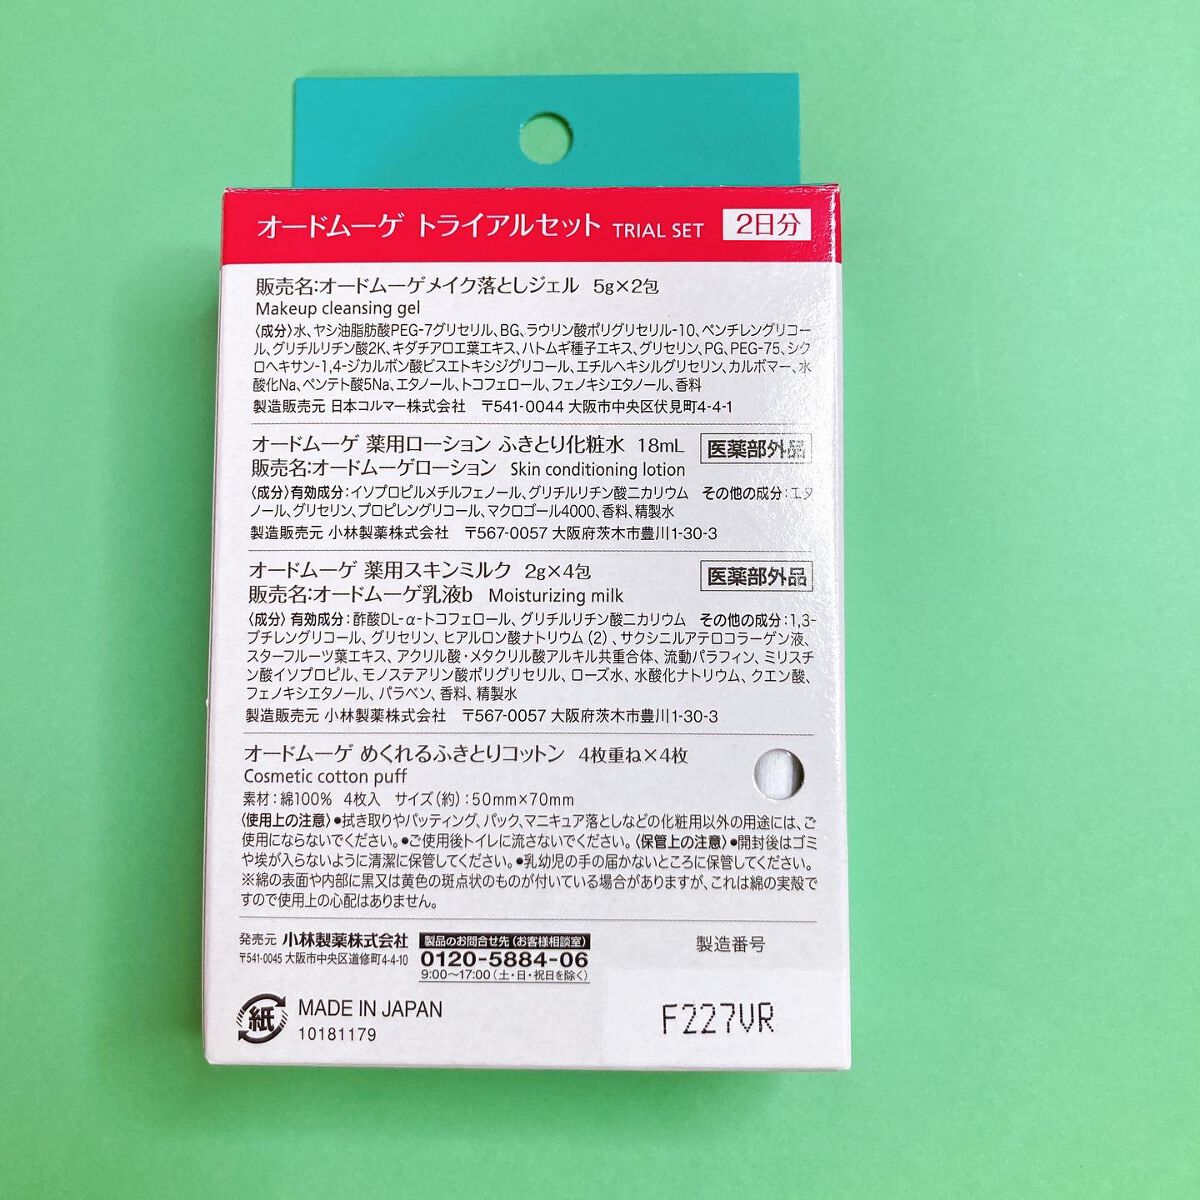 オードムーゲ トライアルセット TRIAL SET 2日分
販売名:オードムーゲメイク落としジェル 5g×2包
Makeup cleansing gel
〈成分〉水、ヤシ油脂肪酸PEG-7グリセリル、BG、ラウリン酸ポリグリセリル-10、ペンチレングリコー
ル、グリチルリチン酸2K、キダチアロエ葉エキス、ハトムギ種子エキス、グリセリン、PG、PEG-75、シク
ロヘキサン-1,4-ジカルボン酸ビスエトキシジグリコール、エチルヘキシルグリセリン、カルボマー、水
酸化Na、ペンテト酸5Na、エタノール、トコフェロール、フェノキシエタノール、香料
製造販売元 日本コルマー株式会社 〒541-0044 大阪市中央区伏見町4-4-1
オードムーゲ 薬用ローション ふきとり化粧水 18mL 医薬部外品
販売名:オードムーゲローション Skin conditioning lotion
〈成分〉有効成分:イソプロピルメチルフェノール、グリチルリチン酸二カリウム その他の成分:エタ
ノール、グリセリン、プロピレングリコール、マクロゴール4000、香料、精製水
製造販売元 小林製薬株式会社 〒567-0057 大阪府茨木市豊川1-30-3
オードムーゲ 薬用スキンミルク 2g×4包 医薬部外品
販売名:オードムーゲ乳液b Moisturizing milk
〈成分〉有効成分:酢酸DL-α-トコフェロール、グリチルリチン酸二カリウム その他の成分:1,3-
ブチレングリコール、グリセリン、ヒアルロン酸ナトリウム(2)、サクシニルアテロコラーゲン液、
スターフルーツ葉エキス、アクリル酸・メタクリル酸アルキル共重合体、流動パラフィン、ミリスチ
ン酸イソプロピル、モノステアリン酸ポリグリセリル、ローズ水、水酸化ナトリウム、クエン酸、
フェノキシエタノール、パラベン、香料、精製水
製造販売元 小林製薬株式会社 〒567-0057 大阪府茨木市豊川1-30-3
オードムーゲ めくれるふきとりコットン 4枚重ね×4枚
Cosmetic cotton puff
素材:綿100% 4枚入 サイズ(約):50mm×70mm
〈使用上の注意〉●拭き取りやパッティング、パック、マニキュア落としなどの化粧用以外の用途には、ご
使用にならないでください。●ご使用後トイレに流さないでください。〈保管上の注意〉●開封後はゴミ
や埃が入らないように清潔に保管してください。●乳幼児の手の届かないところに保管してください。
※綿の表面や内部に黒又は黄色の斑点状のものが付いている場合がありますが、これは綿の実殻で
すので使用上の心配はありません。
発売元 小林製薬株式会社
〒541-0045 大阪市中央区道修町4-4-10
製品のお問合せ先(お客様相談室)
0120-5884-06
9:00〜17:00(土・日・祝日を除く)
製造番号
紙
MADE IN JAPAN
10181179
F227VR